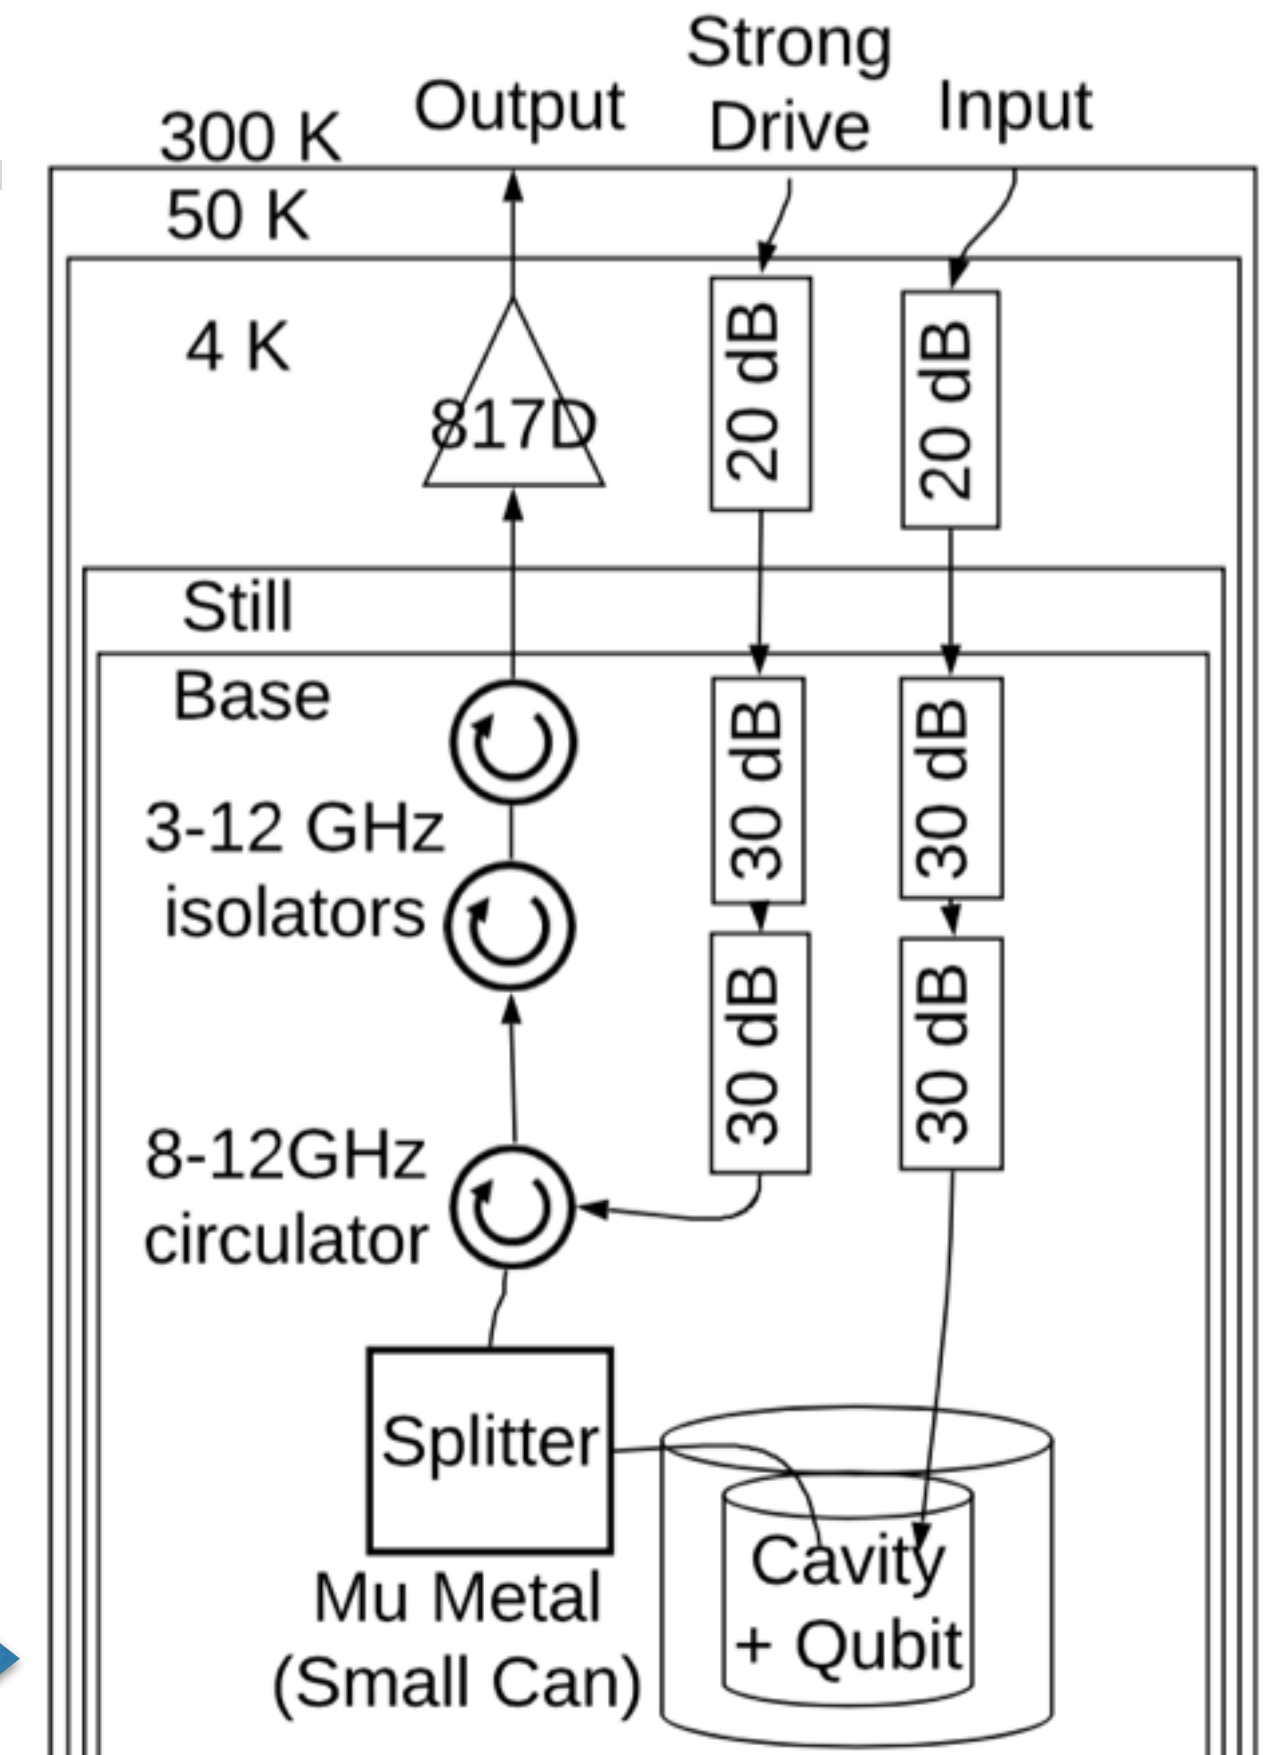 Strong
Drive
Output
Input
300 K
50 K
4 K
817D
20 dB
20 dB
Still
Base
30 dB
30 dB
3-12 GHz
isolators
30 dB
30 dB
8-12GHz
circulator
Splitter
Cavity
+ Qubit
Mu Metal
(Small Can)